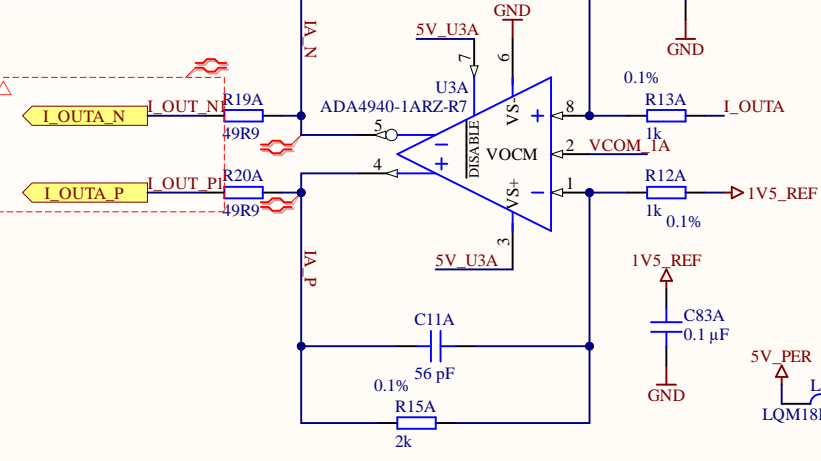 GND
IA_N
5V_U3A
7
6
GND
VS-
U3A
0.1%
I_OUT_N1
R19A
ADA4940-1ARZ-R7
8
R13A
I_OUTA
I_OUTA_N
5
+
1k
49R9
−
DISABLE
VOCM
2
VCOM_1A
4
+
I_OUT_P1
R20A
−
1
R12A
I_OUTA_P
VS+
1V5_REF
49R9
1k
0.1%
3
IA_P
5V_U3A
1V5_REF
C11A
C83A
0.1 µF
56 pF
5V_PER
0.1%
GND
R15A
2k